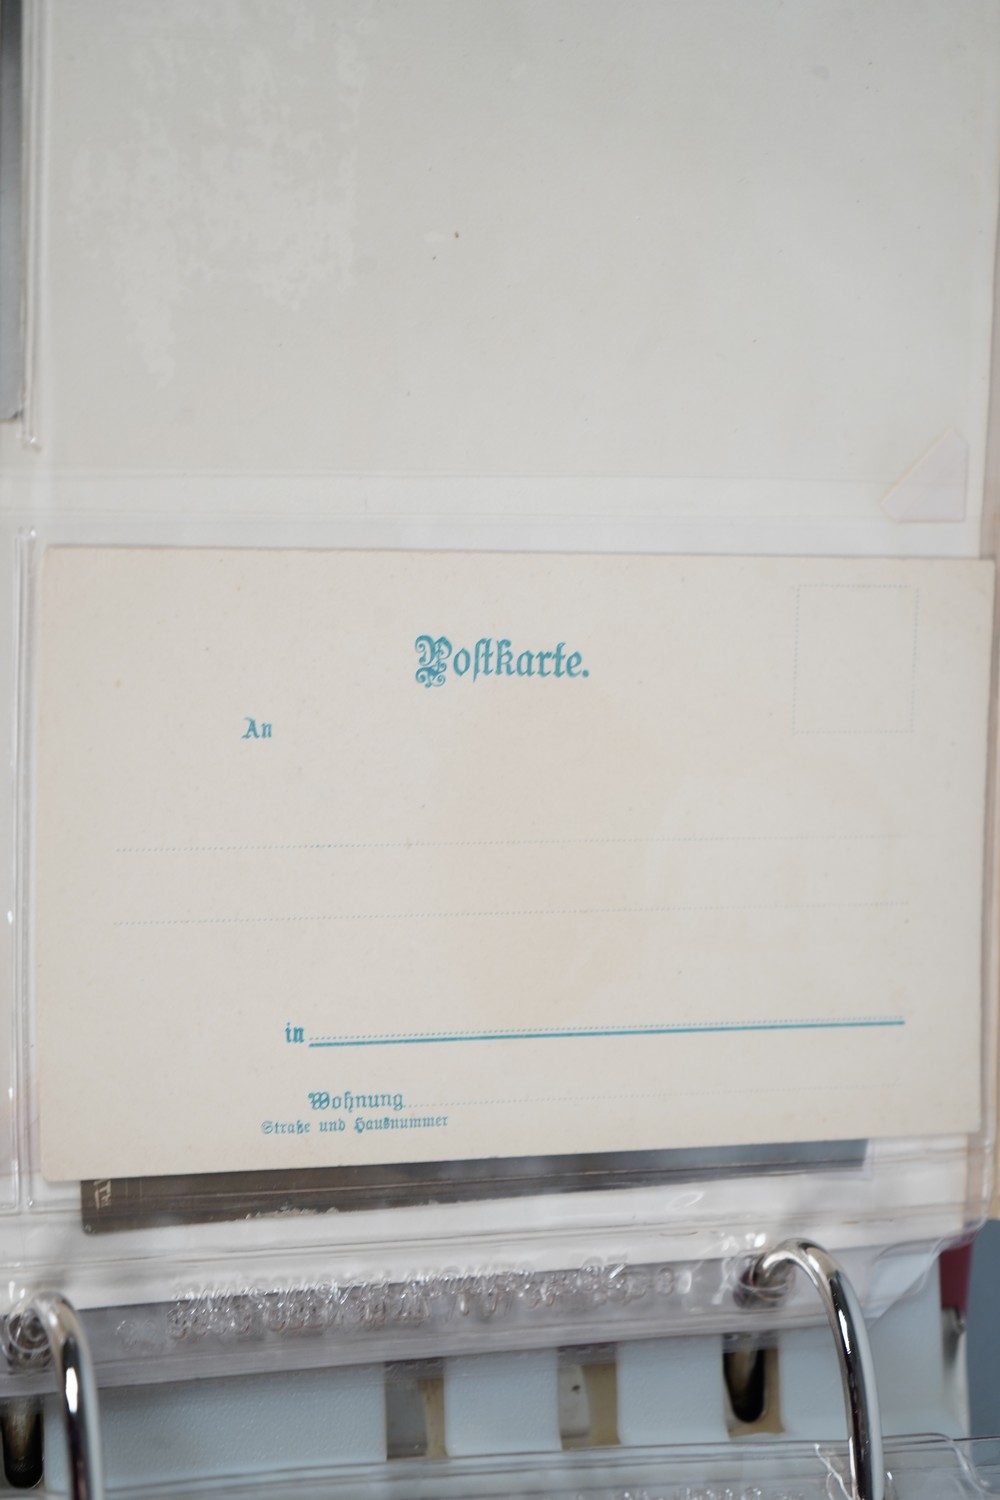 Postkarte.
An
in
Wohnung
Straße und Hausnummer